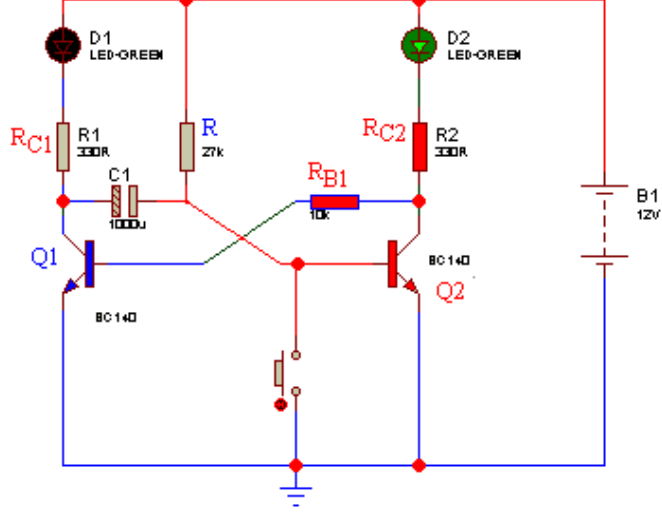 D1
LED-GREEN
D2
LED-GREEN
RC1
R1
330R
R
27k
RC2
R2
330R
C1
1000u
RB1
10k
B1
12V
Q1
BC140
BC140
Q2